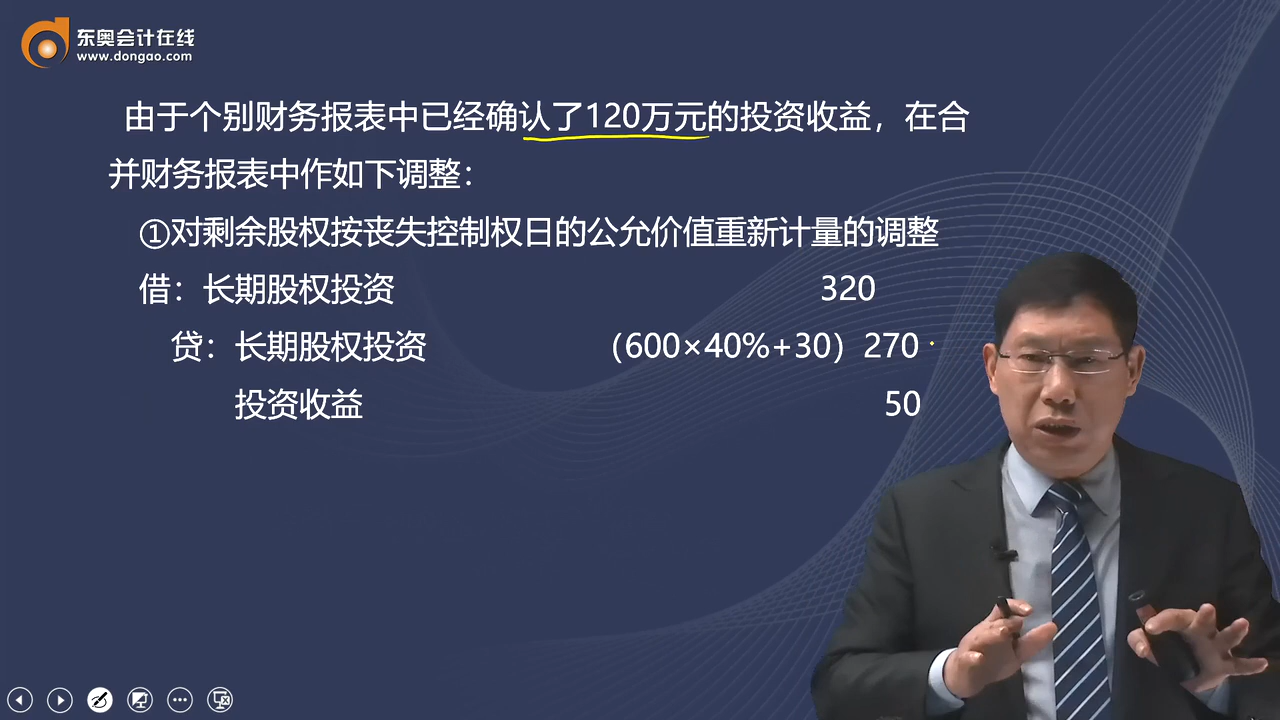 东奥会计在线
www.dongao.com
由于个别财务报表中已经确认了120万元的投资收益，在合
并财务报表中作如下调整：
①对剩余股权按丧失控制权日的公允价值重新计量的调整
借：长期股权投资 320
贷：长期股权投资 （600×40%+30）270
投资收益 50